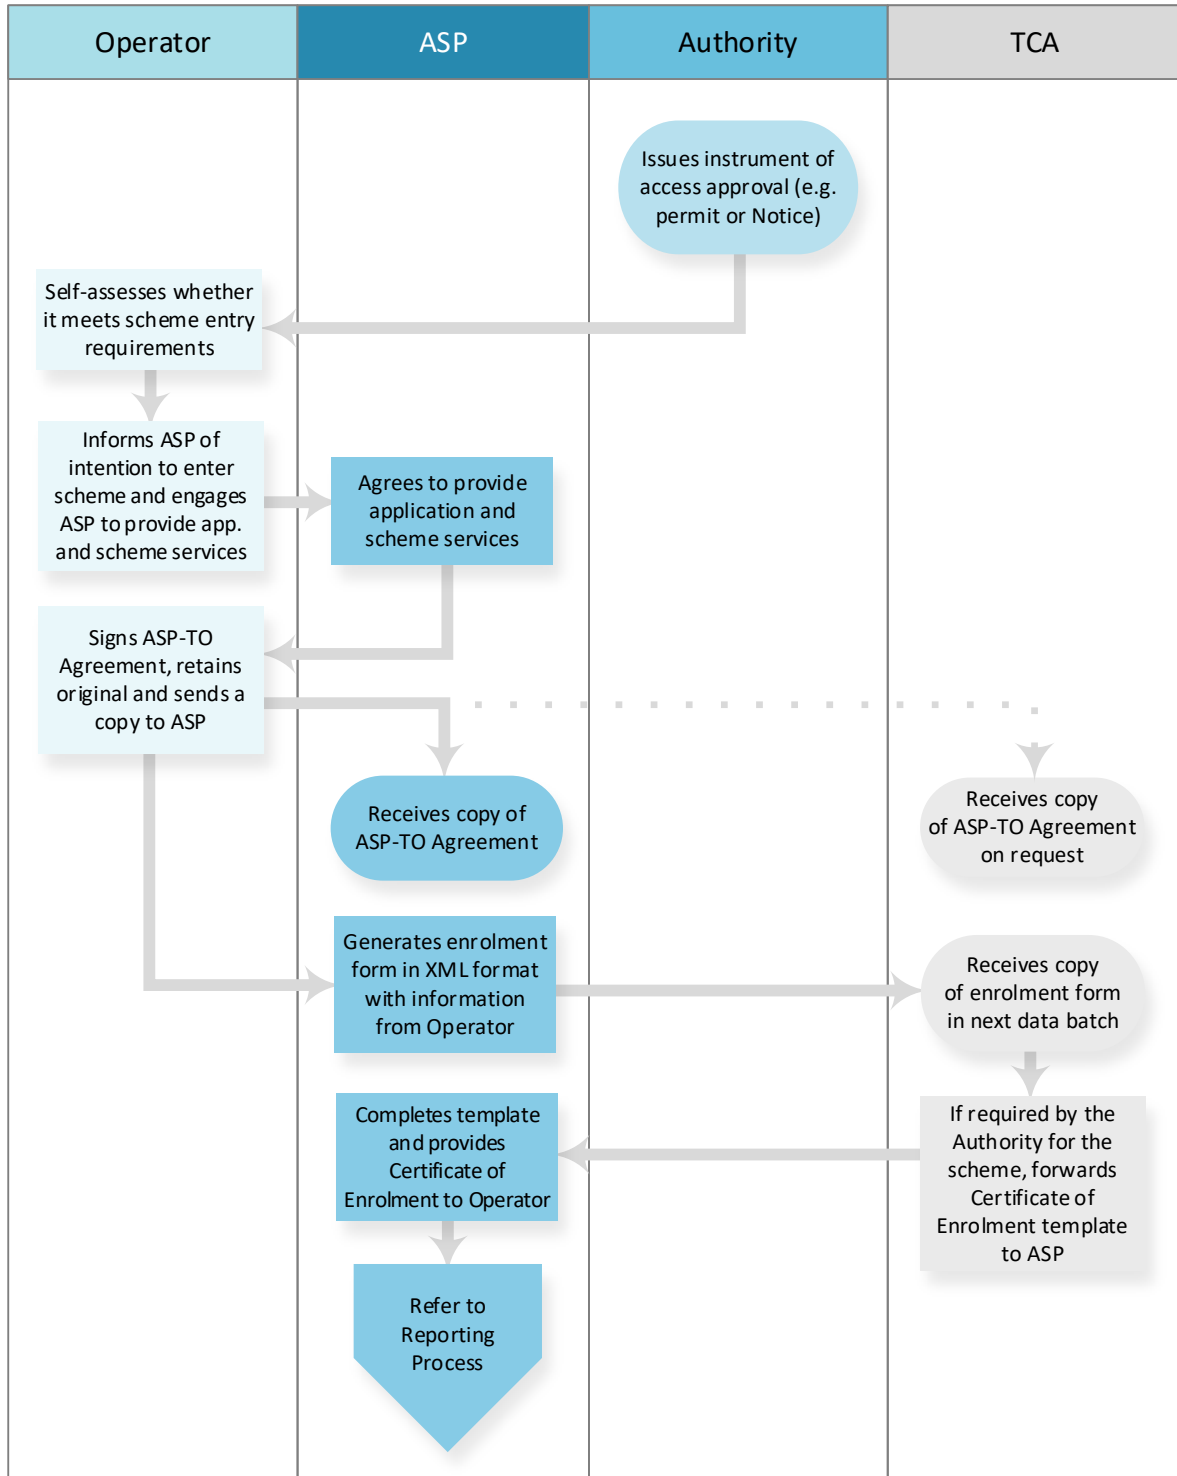 Operator
ASP
Authority
TCA
Issues instrument of
access approval (e.g.
permit or Notice)
Self-assesses whether
it meets scheme entry
requirements
Informs ASP of
intention to enter
scheme and engages
ASP to provide app.
and scheme services
Agrees to provide
application and
scheme services
Signs ASP-TO
Agreement, retains
original and sends a
copy to ASP
Receives copy of
ASP-TO Agreement
Receives copy
of ASP-TO Agreement
on request
Generates enrolment
form in XML format
with information
from Operator
Receives copy
of enrolment form
in next data batch
Completes template
and provides
Certificate of
Enrolment to Operator
If required by the
Authority for the
scheme, forwards
Certificate of
Enrolment template
to ASP
Refer to
Reporting
Process